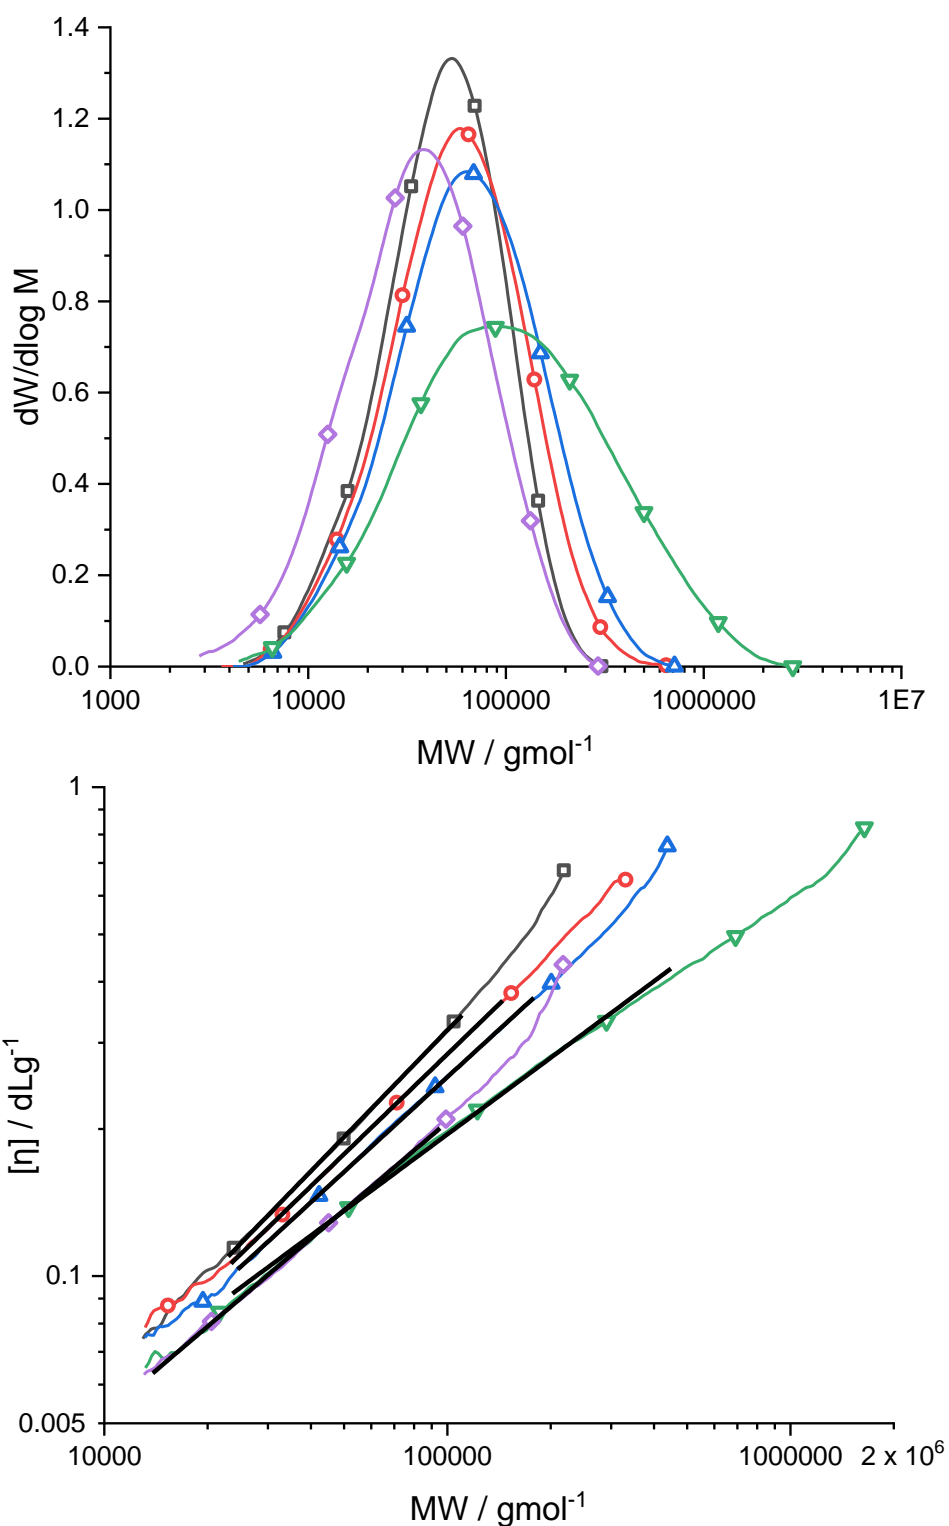 1.4
1.2
1.0
0.8
0.6
0.4
0.2
0.0
dW/dlog M
1000 10000 100000 1000000 1E7
MW / gmol⁻¹
1
0.1
0.005
[η] / dLg⁻¹
10000 100000 1000000 2 x 10⁶
MW / gmol⁻¹